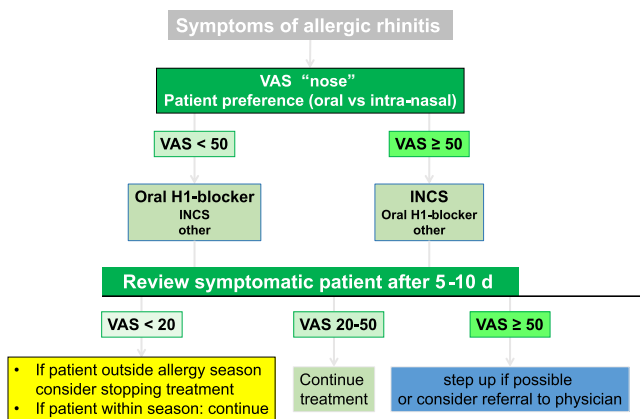 Symptoms of allergic rhinitis
VAS “nose”
Patient preference (oral vs intra-nasal)
VAS < 50
VAS ≥ 50
Oral H1-blocker
INCS
other
INCS
Oral H1-blocker
other
Review symptomatic patient after 5-10 d
VAS < 20
VAS 20-50
VAS ≥ 50
• If patient outside allergy season
consider stopping treatment
• If patient within season: continue
Continue
treatment
step up if possible
or consider referral to physician